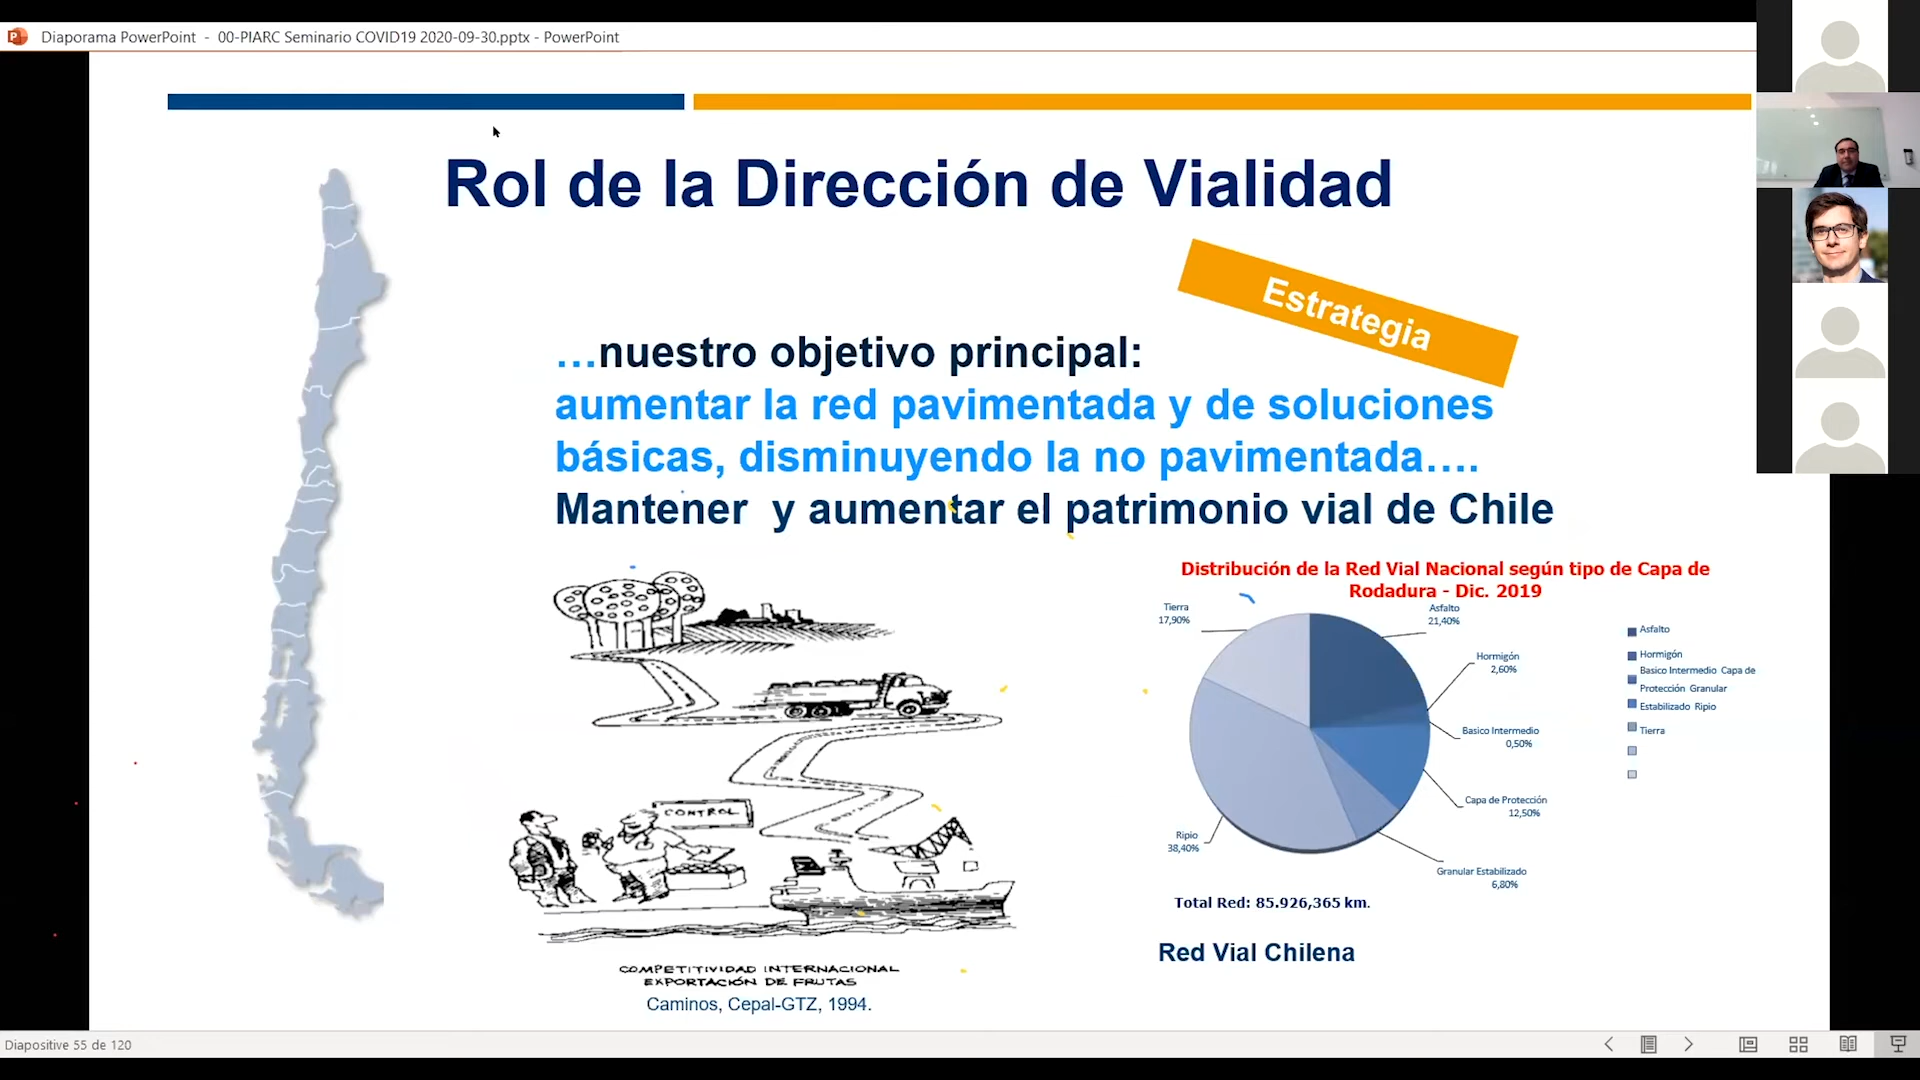 Diaporama PowerPoint - 00-PIARC Seminario COVID19 2020-09-30.pptx - PowerPoint
Rol de la Dirección de Vialidad
Estrategia
…nuestro objetivo principal:
aumentar la red pavimentada y de soluciones
básicas, disminuyendo la no pavimentada….
Mantener y aumentar el patrimonio vial de Chile
CONTROL
COMPETITIVIDAD INTERNACIONAL
EXPORTACIÓN DE FRUTAS
Caminos, Cepal-GTZ, 1994.
Distribución de la Red Vial Nacional según tipo de Capa de
Rodadura - Dic. 2019
Tierra
17,90%
Asfalto
21,40%
Hormigón
2,60%
Basico Intermedio
0,50%
Capa de Protección
12,50%
Granular Estabilizado
6,80%
Ripio
38,40%
Asfalto
Hormigón
Basico Intermedio Capa de
Protección Granular
Estabilizado Ripio
Tierra
Total Red: 85.926,365 km.
Red Vial Chilena
Diapositive 55 de 120